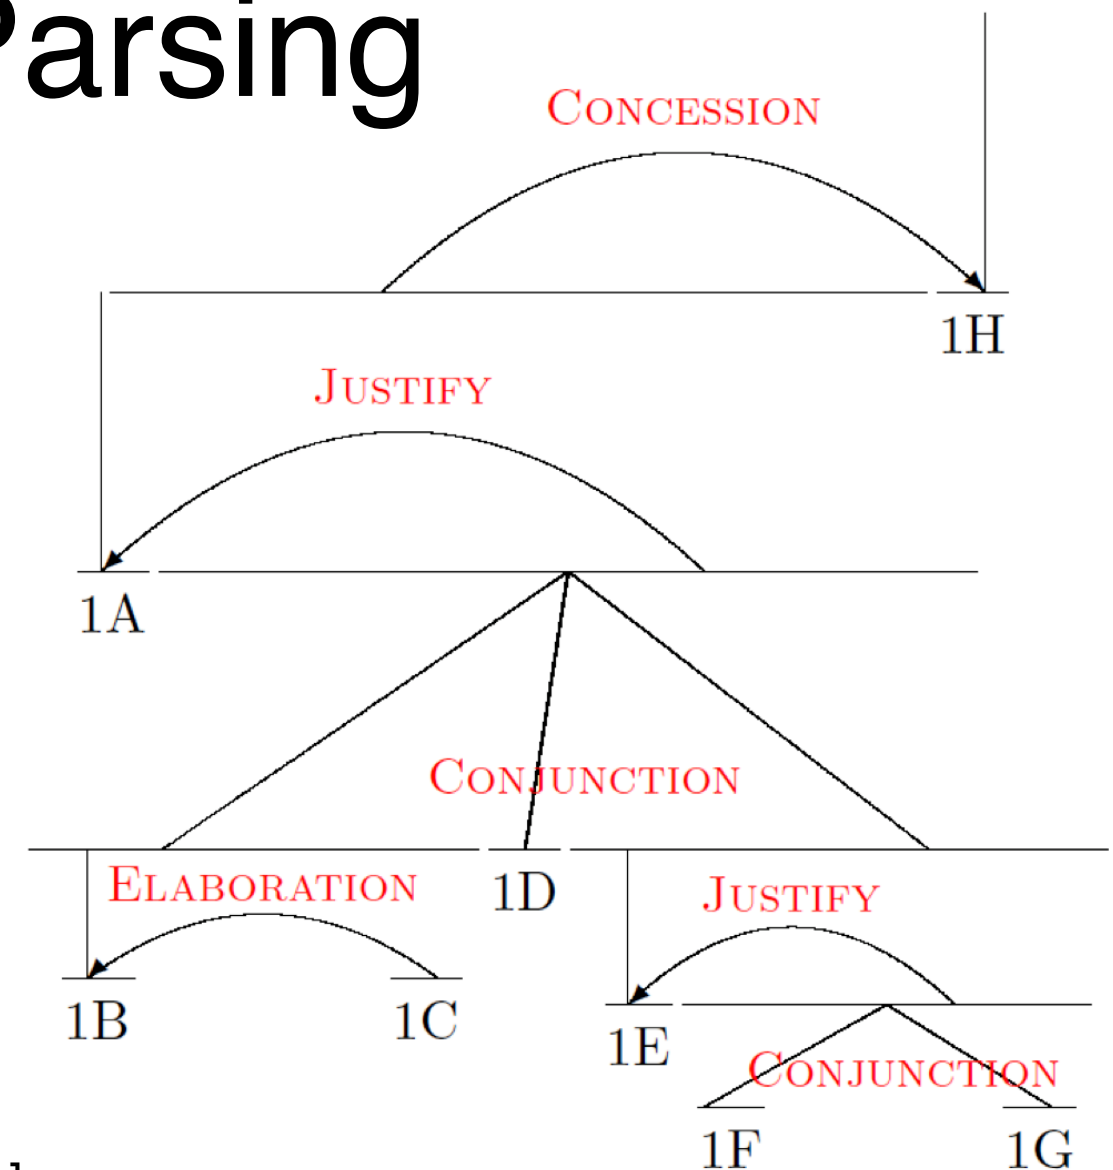 Parsing
CONCESSION
1H
JUSTIFY
1A
CONJUNCTION
ELABORATION
1D
JUSTIFY
1B
1C
1E
CONJUNCTION
1F
1G